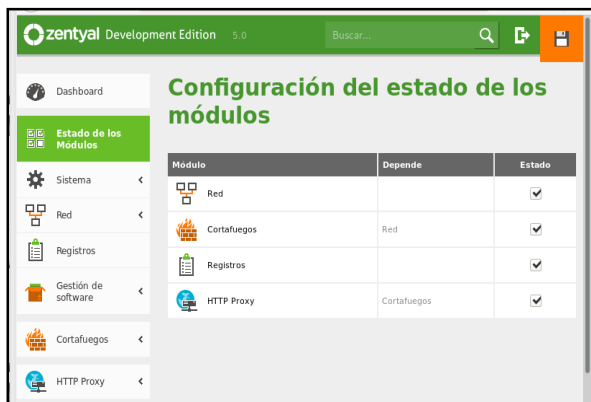 zentyal Development Edition 5.0
Buscar...
Dashboard
Estado de los
Módulos
Sistema
Red
Registros
Gestión de
software
Cortafuegos
HTTP Proxy
Configuración del estado de los
módulos
Módulo Depende Estado
Red
Cortafuegos Red
Registros
HTTP Proxy Cortafuegos